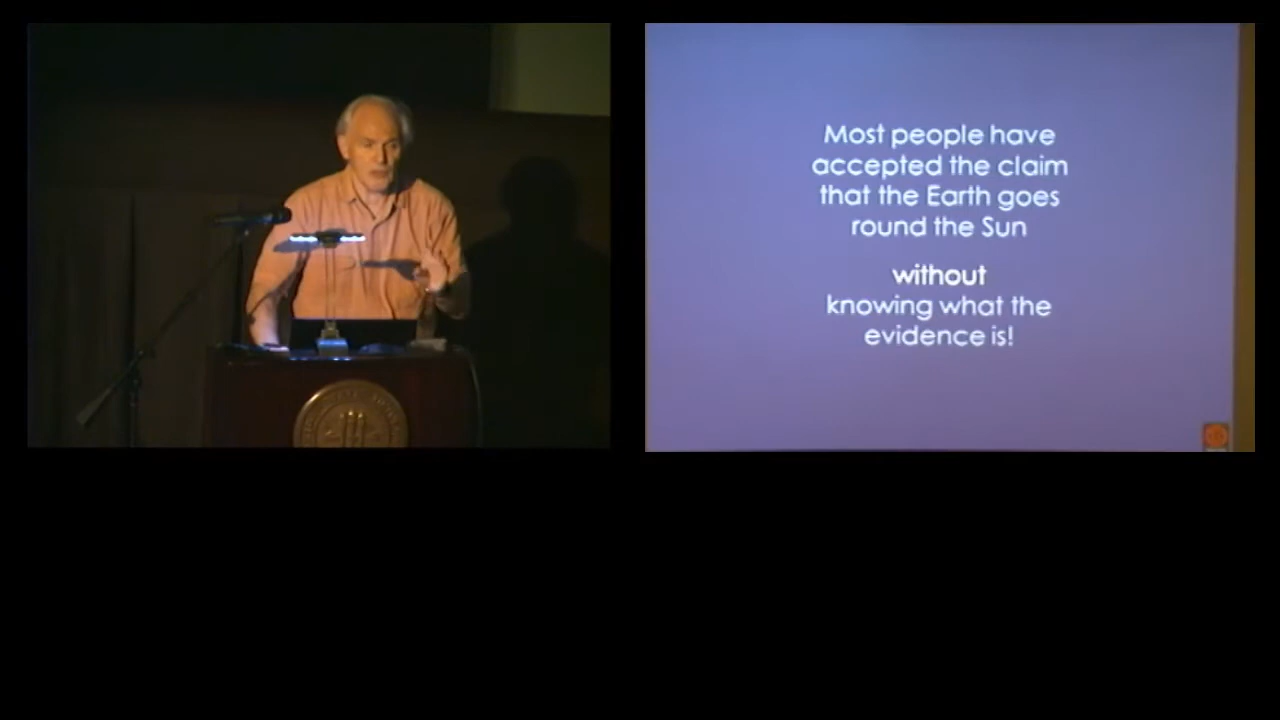 Most people have
accepted the claim
that the Earth goes
round the Sun
without
knowing what the
evidence is!